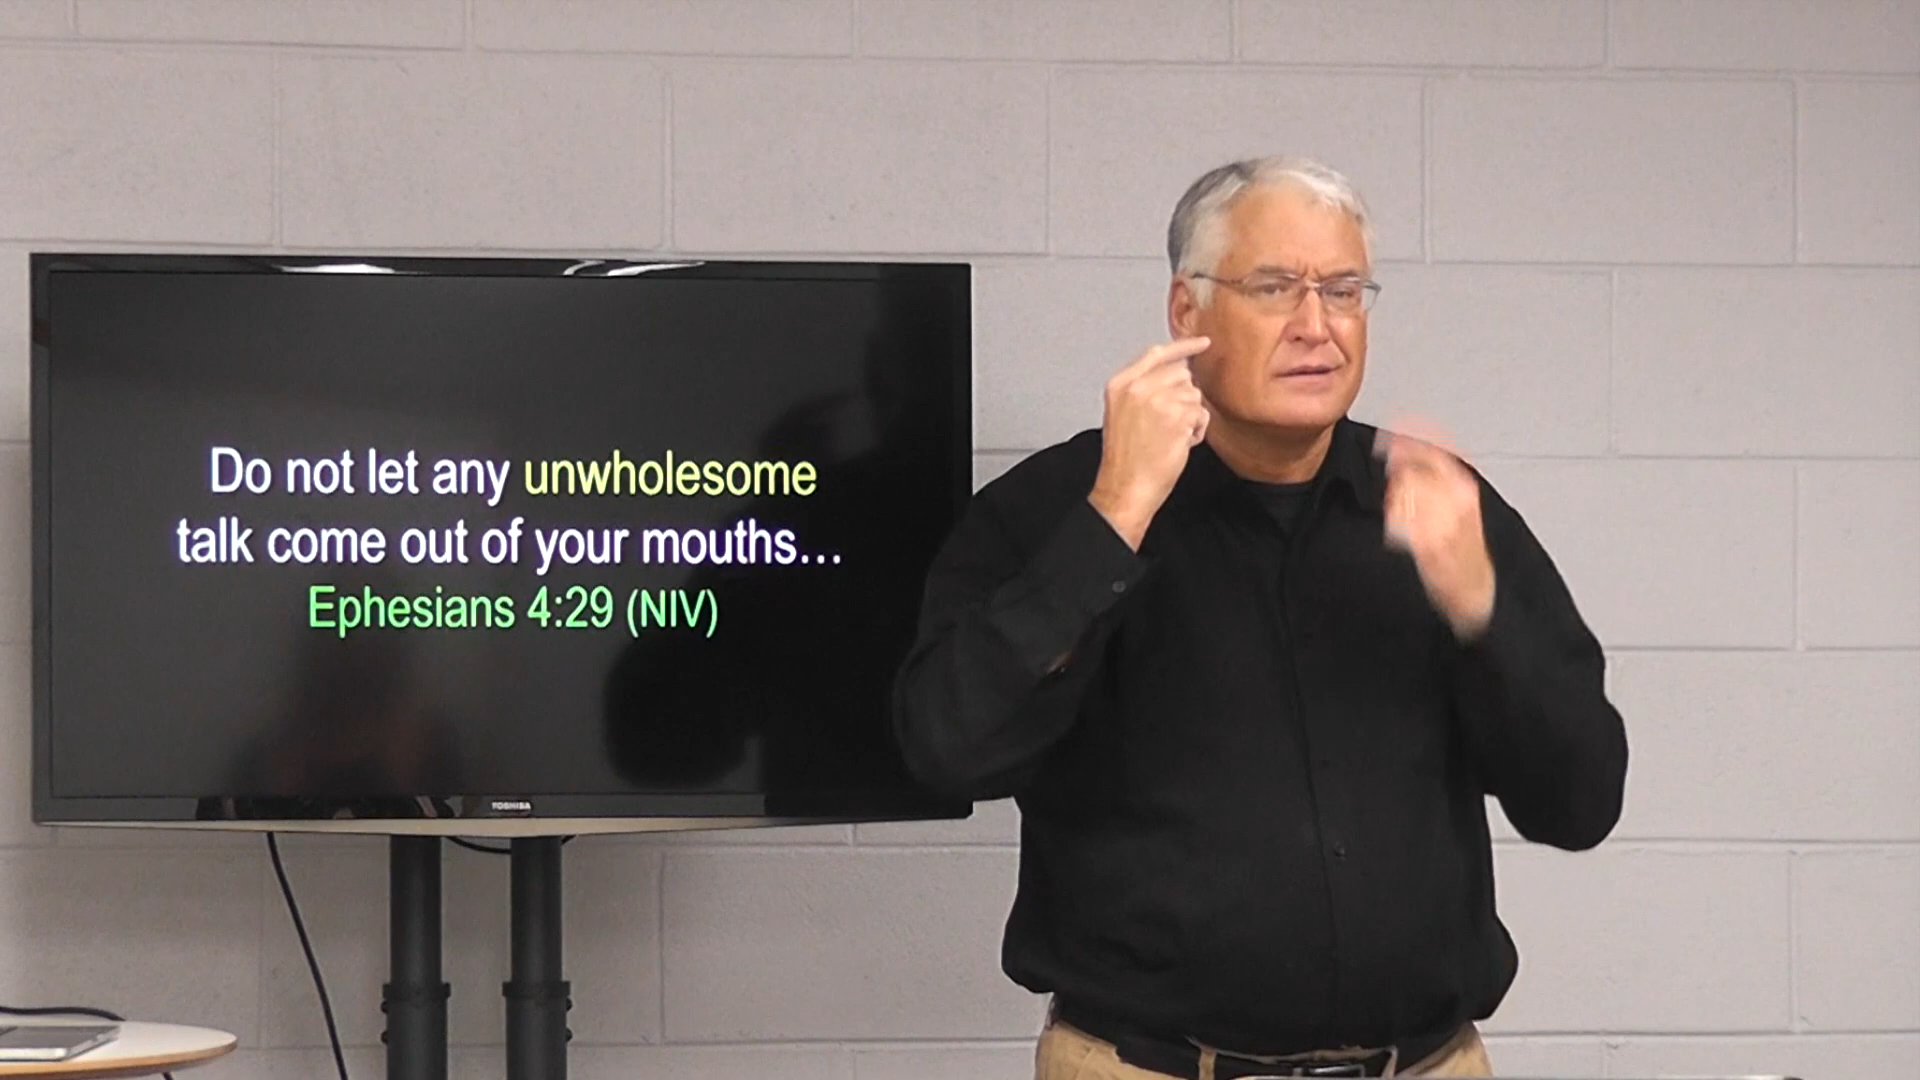 Do not let any unwholesome
talk come out of your mouths...
Ephesians 4:29 (NIV)
TOSHIBA